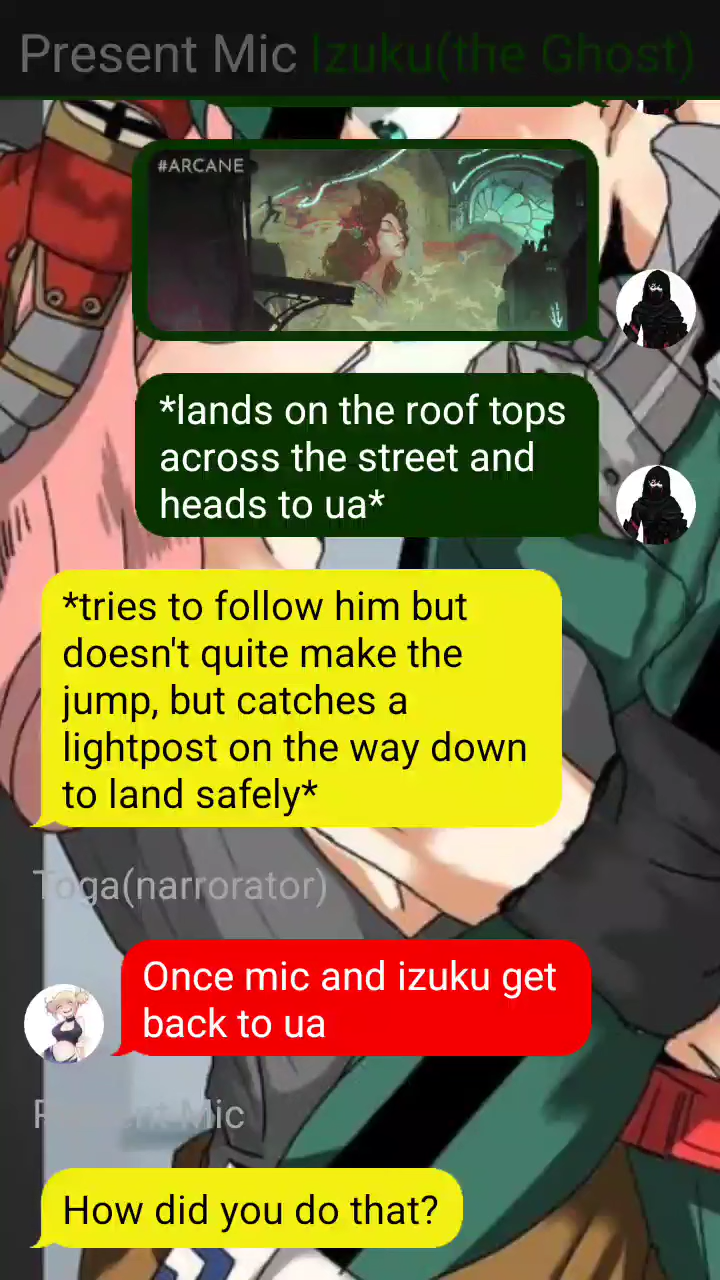 Present Mic Izuku(the Ghost)
#ARCANE
*lands on the roof tops
across the street and
heads to ua*
*tries to follow him but
doesn't quite make the
jump, but catches a
lightpost on the way down
to land safely*
Toga(narrorator)
Once mic and izuku get
back to ua
Present Mic
How did you do that?